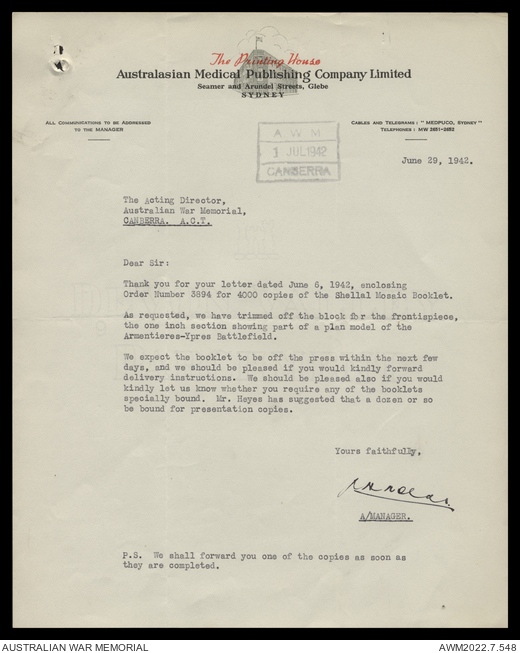 The Printing House
Australasian Medical Publishing Company Limited
Seamer and Arundel Streets, Glebe
SYDNEY
ALL COMMUNICATIONS TO BE ADDRESSED
TO THE MANAGER
CABLES AND TELEGRAMS: "MEDPUCO, SYDNEY"
TELEPHONES: MW 2651-2652
A W M
1 JUL 1942
CANBERRA
June 29, 1942.
The Acting Director,
Australian War Memorial,
CANBERRA. A.C.T.
Dear Sir:
Thank you for your letter dated June 6, 1942, enclosing
Order Number 3894 for 4000 copies of the Shellal Mosaic Booklet.
As requested, we have trimmed off the block for the frontispiece,
the one inch section showing part of a plan model of the
Armentieres-Ypres Battlefield.
We expect the booklet to be off the press within the next few
days, and we should be pleased if you would kindly forward
delivery instructions. We should be pleased also if you would
kindly let us know whether you require any of the booklets
specially bound. Mr. Heyes has suggested that a dozen or so
be bound for presentation copies.
Yours faithfully,
A/MANAGER.
P.S. We shall forward you one of the copies as soon as
they are completed.
AUSTRALIAN WAR MEMORIAL
AWM2022.7.548